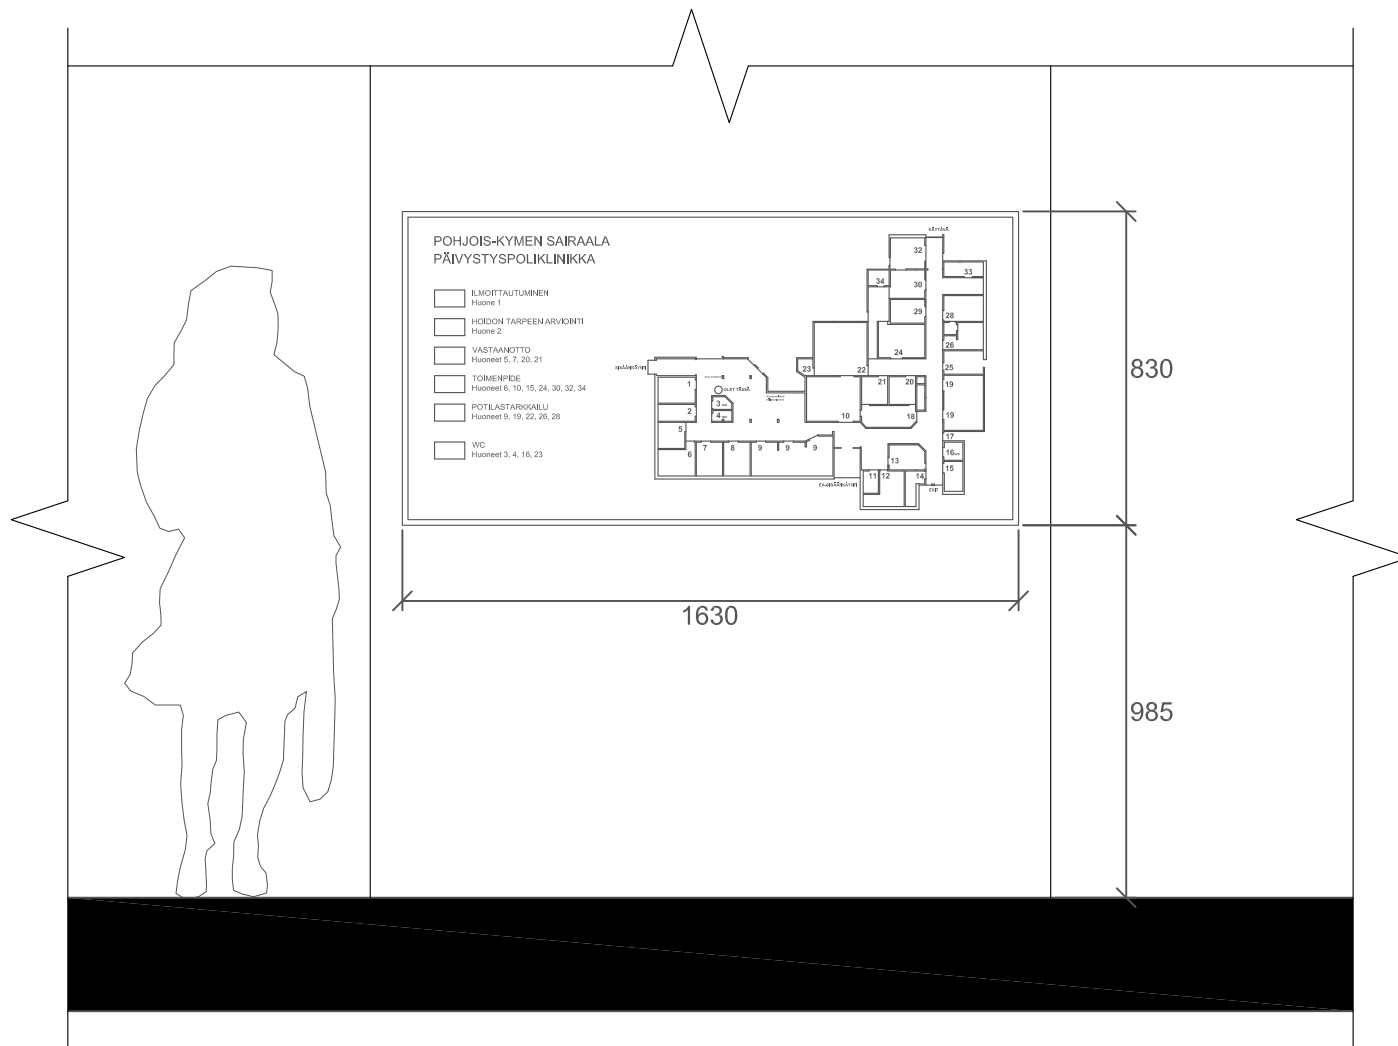 POHJOIS-KYMEN SAIRAALA
PÄIVYSTYSPOLIKLINIKKA
ILMOITTAUTUMINEN
Huone 1
HOIDON TARPEEN ARVIOINTI
Huone 2
VASTAANOTTO
Huoneet 5, 7, 20, 21
TOIMENPIDE
Huoneet 6, 10, 15, 24, 30, 32, 34
POTILASTARKKAILU
Huoneet 9, 19, 22, 26, 28
WC
Huoneet 3, 4, 16, 23
KÄYTÄVÄ
32
33
34
30
29
28
24
26
23
22
25
SISÄÄNKÄYNTI
1
OLET TÄSSÄ
21
20
19
3
2
4
10
18
19
5
17
6
7
8
9
9
9
13
16
11
12
14
15
EXIT
830
1630
985